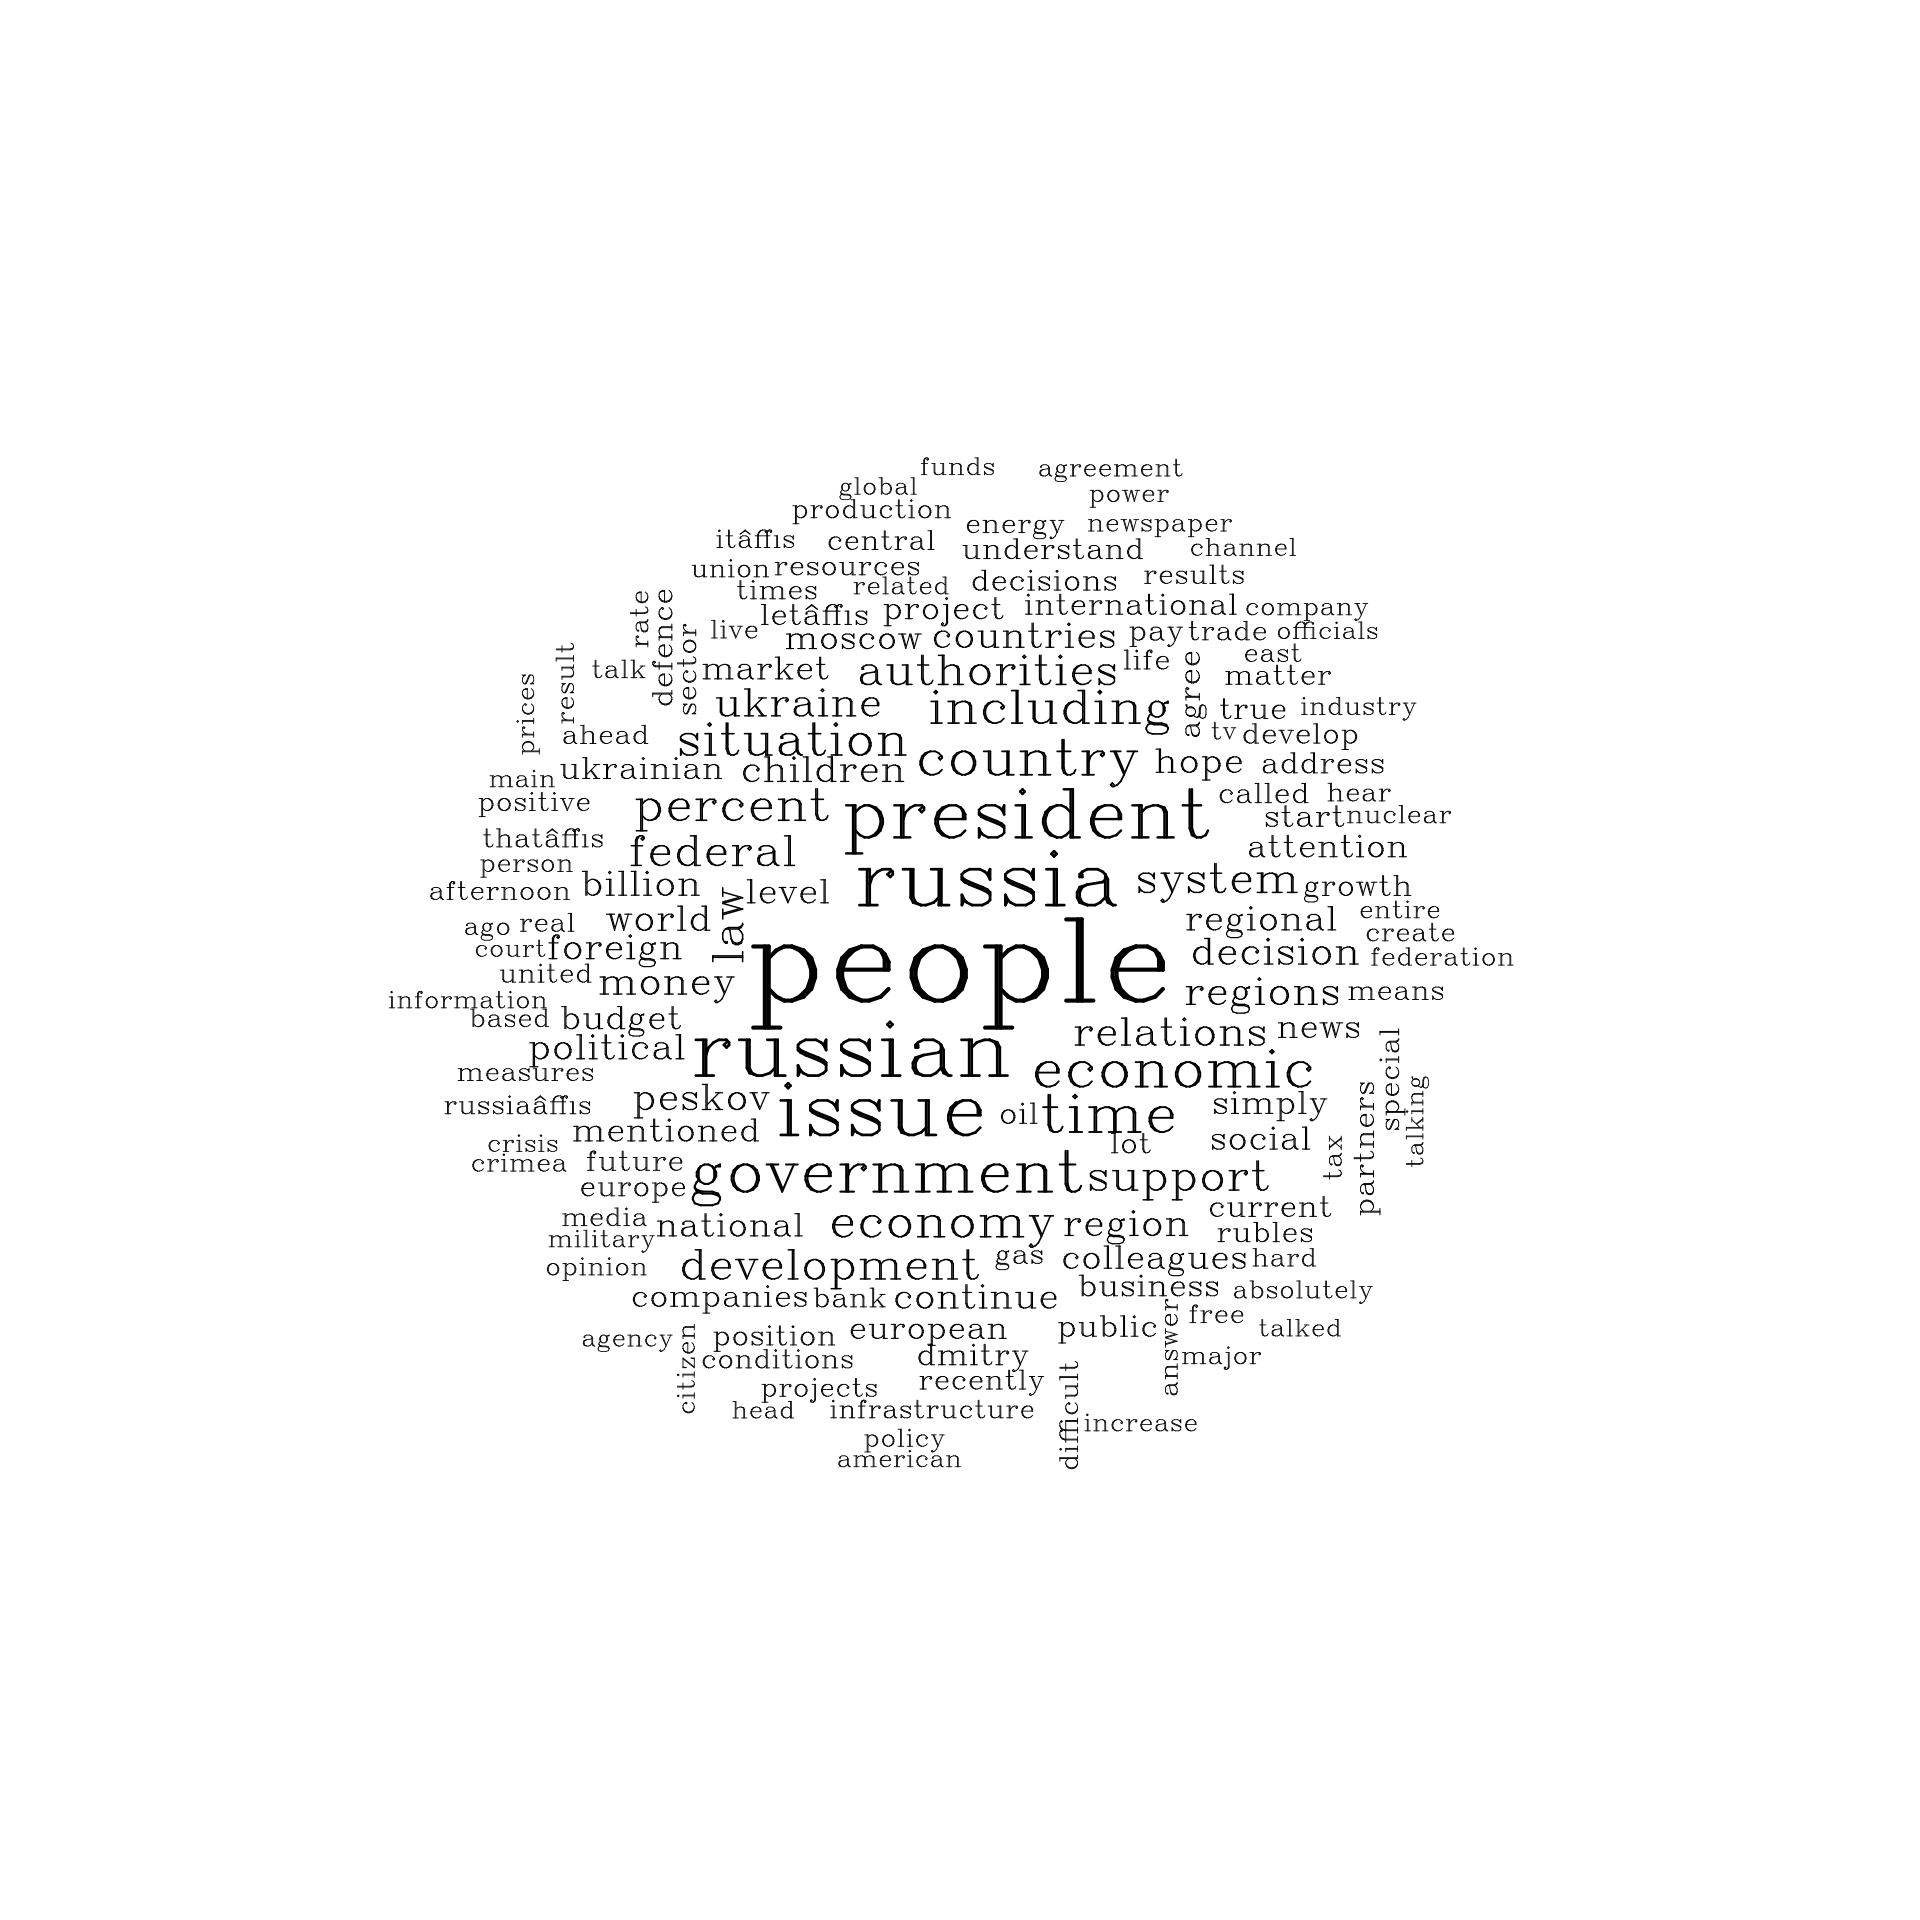 funds agreement
global power
production energy newspaper
itâffis central understand channel
union resources decisions results
times related
rate defence letâffis project international company
live moscow countries pay trade officials
result talk sector market authorities life agree east
matter
prices ukraine including true industry
ahead situation tv develop
main ukrainian children country hope address
positive percent president called hear
start nuclear
thatâffis federal attention
person
afternoon billion level russia system growth
ago real world law regional entire
court foreign people decision create
federation
united money regions means
information
based budget relations news
political russian economic special
measures
russiaâffis peskov issue oil time simply partners talking
crisis mentioned lot social tax
crimea future government support
europe
media national economy region current
military rubles
opinion development gas colleagues hard
companies bank continue business absolutely
free
agency citizen position european public answer talked
conditions dmitry major
projects recently difficult
head infrastructure increase
policy
american